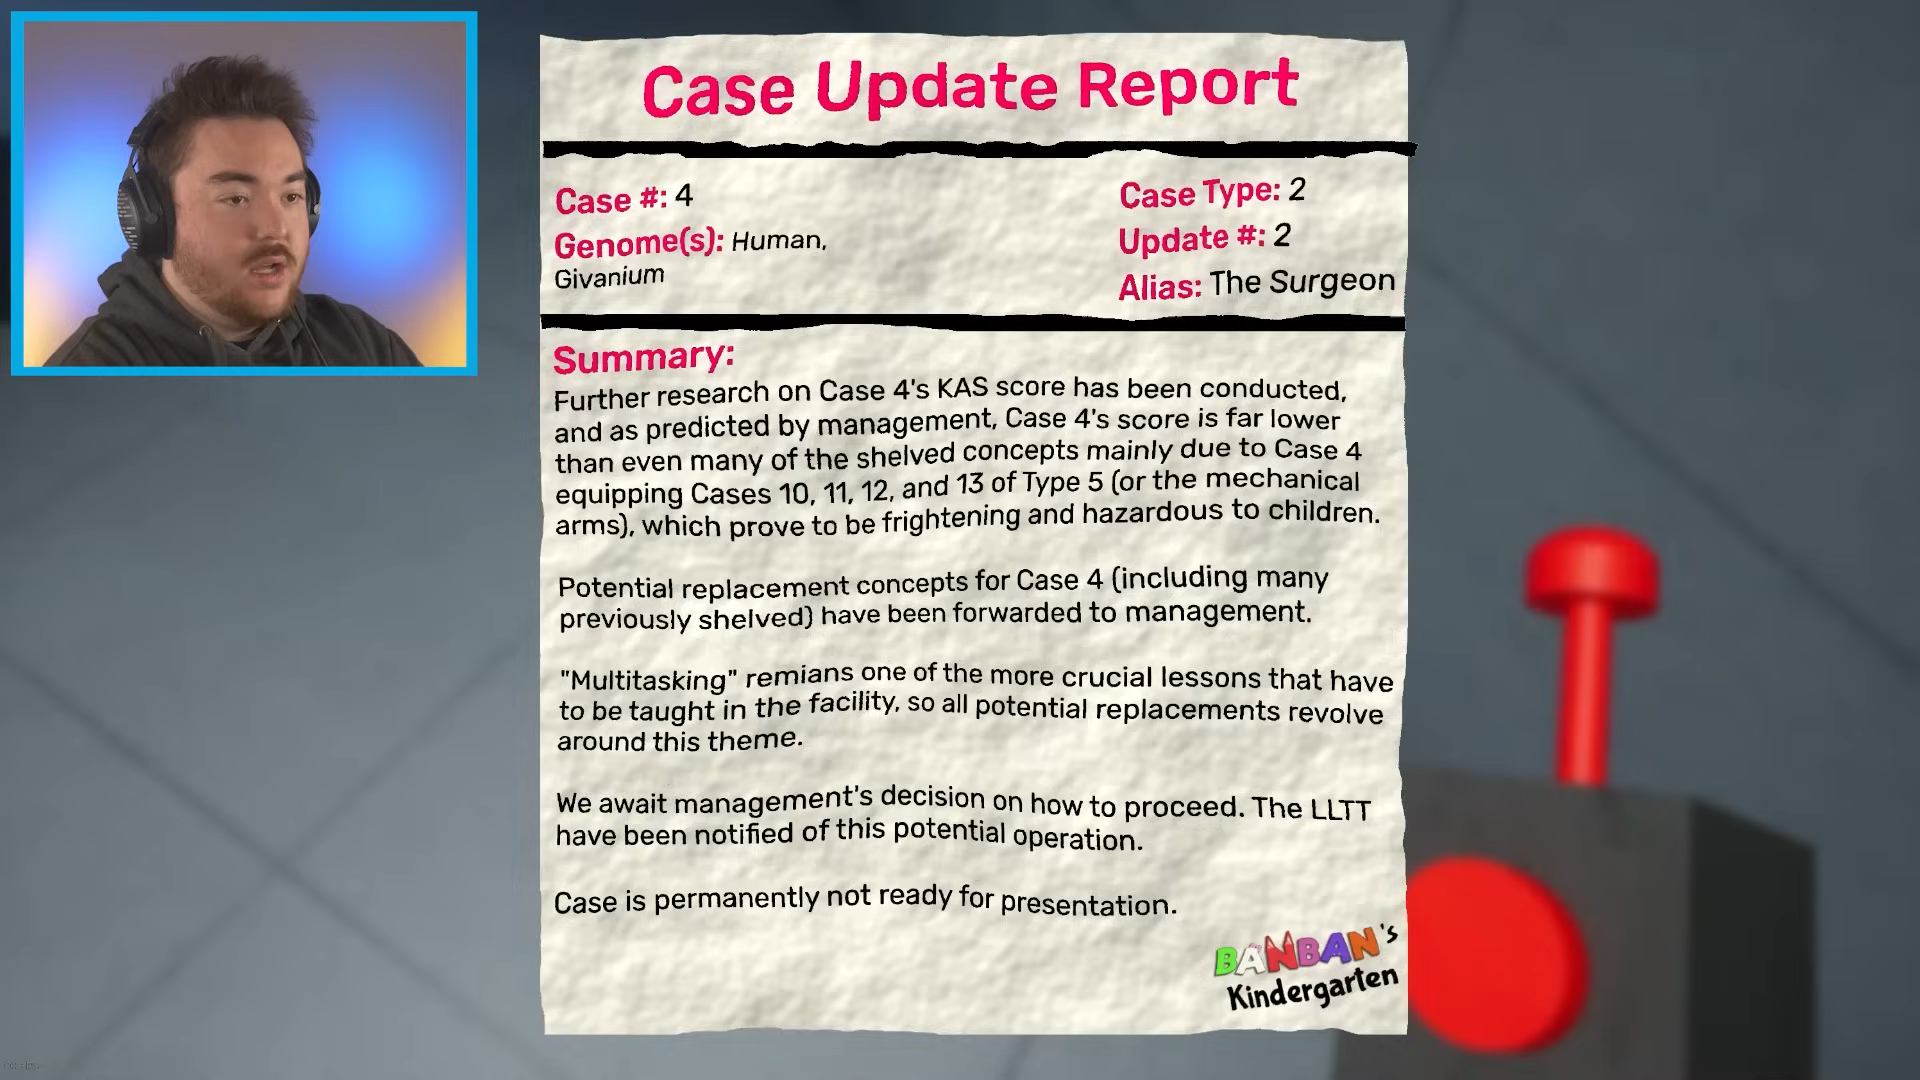 Case Update Report
Case #: 4
Genome(s): Human,
Givanium
Case Type: 2
Update #: 2
Alias: The Surgeon
Summary:
Further research on Case 4's KAS score has been conducted,
and as predicted by management, Case 4's score is far lower
than even many of the shelved concepts mainly due to Case 4
equipping Cases 10, 11, 12, and 13 of Type 5 (or the mechanical
arms), which prove to be frightening and hazardous to children.
Potential replacement concepts for Case 4 (including many
previously shelved) have been forwarded to management.
"Multitasking" remians one of the more crucial lessons that have
to be taught in the facility, so all potential replacements revolve
around this theme.
We await management's decision on how to proceed. The LLTT
have been notified of this potential operation.
Case is permanently not ready for presentation.
BANBAN's
Kindergarten